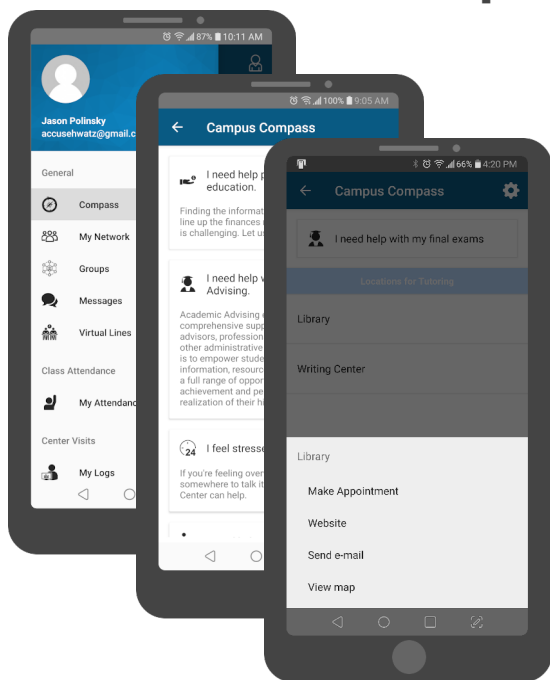 87% 10:11 AM
Jason Polinsky
accusehwatz@gmail.c
General
Compass
My Network
Groups
Messages
Virtual Lines
Class Attendance
My Attendanc
Center Visits
My Logs
100% 9:05 AM
Campus Compass
I need help p
education.
Finding the informat
line up the finances
is challenging. Let us
I need help w
Advising.
Academic Advising
comprehensive supp
advisors, profession
other administrative
is to empower stude
information, resourc
a full range of oppor
achievement and pe
realization of their hi
24
I feel stresse
If you're feeling over
somewhere to talk it
Center can help.
66% 4:20 PM
Campus Compass
I need help with my final exams
Locations for Tutoring
Library
Writing Center
Library
Make Appointment
Website
Send e-mail
View map